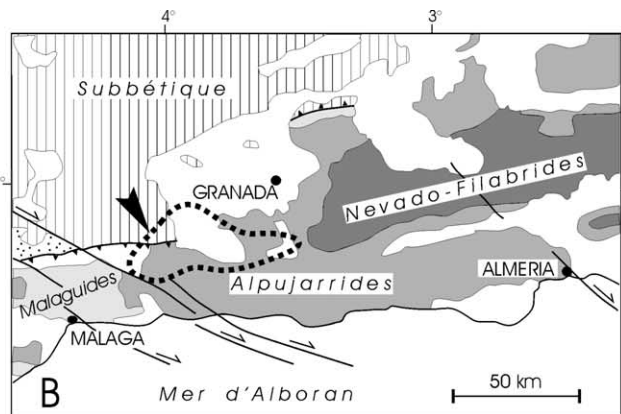 4°
3°
Subbétique
GRANADA
Nevado-Filabrides
ALMERIA
Alpujarrides
Malaguides
MALAGA
50 km
B
Mer d'Alboran